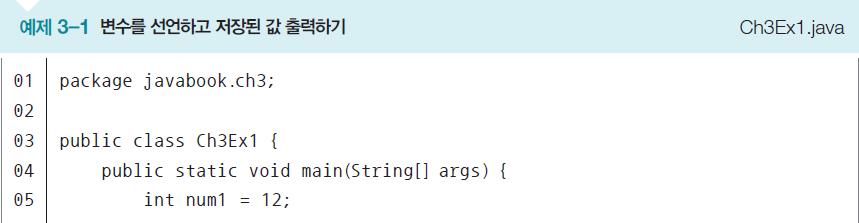 예제 3-1 변수를 선언하고 저장된 값 출력하기 Ch3Ex1.java
01 package javabook.ch3;
02
03 public class Ch3Ex1 {
04 public static void main(String[] args) {
05 int num1 = 12;